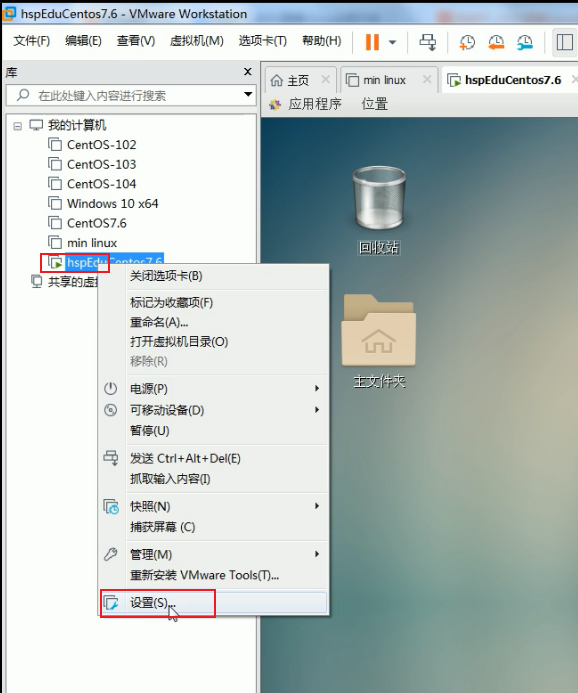 hspEduCentos7.6 - VMware Workstation
文件(F) 编辑(E) 查看(V) 虚拟机(M) 选项卡(T) 帮助(H)
库
在此处键入内容进行搜索
主页 min linux hspEduCentos7.6
应用程序 位置
我的计算机
CentOS-102
CentOS-103
CentOS-104
Windows 10 x64
CentOS7.6
min linux
hspEduCentos7.6
共享的虚拟
关闭选项卡(B)
标记为收藏项(F)
重命名(A)...
打开虚拟机目录(O)
移除(R)
电源(P)
可移动设备(D)
暂停(U)
发送 Ctrl+Alt+Del(E)
抓取输入内容(I)
快照(N)
捕获屏幕 (C)
管理(M)
重新安装 VMware Tools(T)...
设置(S)...
回收站
主文件夹